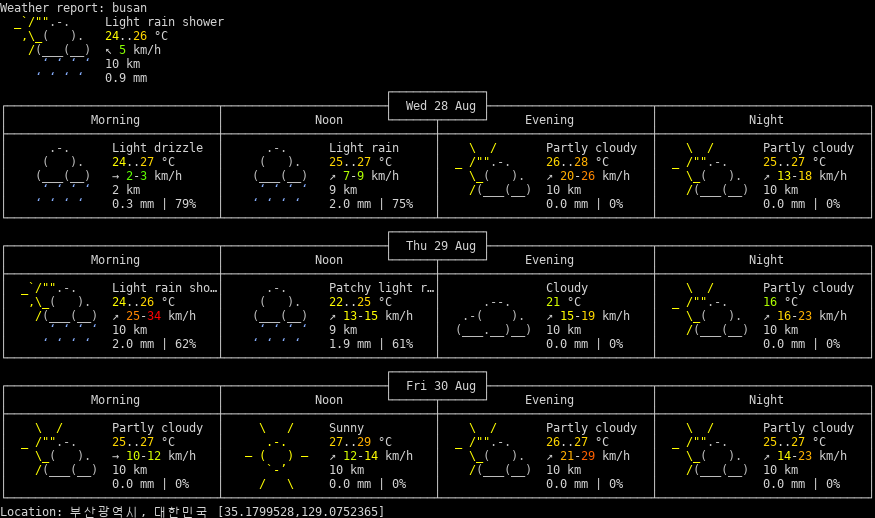 Weather report: busan
Light rain shower
24..26 °C
↖ 5 km/h
10 km
0.9 mm
Wed 28 Aug
Morning Noon Evening Night
Light drizzle Light rain Partly cloudy Partly cloudy
24..27 °C 25..27 °C 26..28 °C 25..27 °C
→ 2-3 km/h ↗ 7-9 km/h ↗ 20-26 km/h ↗ 13-18 km/h
2 km 9 km 10 km 10 km
0.3 mm | 79% 2.0 mm | 75% 0.0 mm | 0% 0.0 mm | 0%
Thu 29 Aug
Morning Noon Evening Night
Light rain sho… Patchy light r… Cloudy Partly cloudy
24..26 °C 22..25 °C 21 °C 16 °C
↗ 25-34 km/h ↗ 13-15 km/h ↗ 15-19 km/h ↗ 16-23 km/h
10 km 9 km 10 km 10 km
2.0 mm | 62% 1.9 mm | 61% 0.0 mm | 0% 0.0 mm | 0%
Fri 30 Aug
Morning Noon Evening Night
Partly cloudy Sunny Partly cloudy Partly cloudy
25..27 °C 27..29 °C 26..27 °C 25..27 °C
→ 10-12 km/h ↗ 12-14 km/h ↗ 21-29 km/h ↗ 14-23 km/h
10 km 10 km 10 km 10 km
0.0 mm | 0% 0.0 mm | 0% 0.0 mm | 0% 0.0 mm | 0%
Location: 부산광역시, 대한민국 [35.1799528,129.0752365]